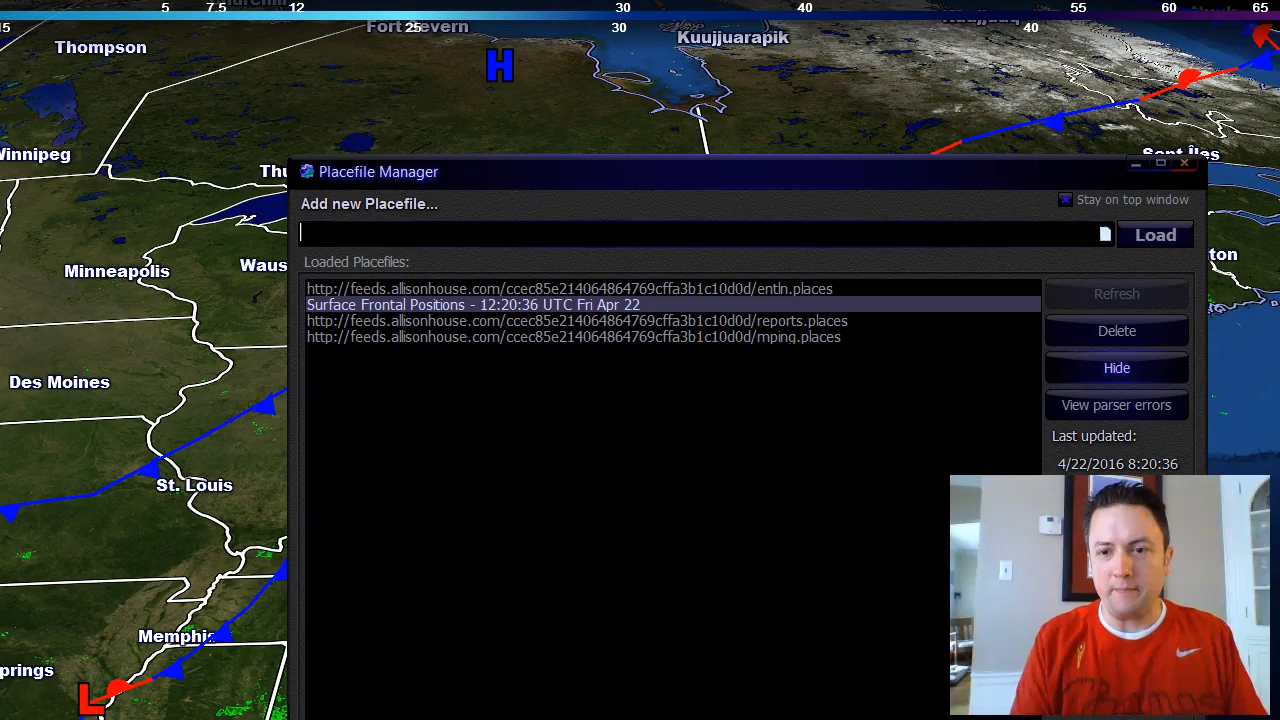 5 7.5 12 30 40 55 60 65
15 25 30 40
Fort Severn
Kuujjuaq
Thompson
Kuujjuarapik
H
Winnipeg
Sept Îles
Thu
Placefile Manager
Add new Placefile...
Stay on top window
Load
Loaded Placefiles:
http://feeds.allisonhouse.com/ccec85e214064864769cffa3b1c10d0d/entln.places
Surface Frontal Positions - 12:20:36 UTC Fri Apr 22
http://feeds.allisonhouse.com/ccec85e214064864769cffa3b1c10d0d/reports.places
http://feeds.allisonhouse.com/ccec85e214064864769cffa3b1c10d0d/mping.places
Refresh
Delete
Hide
View parser errors
Last updated:
4/22/2016 8:20:36
ton
Minneapolis
Waus
Des Moines
St. Louis
Memphis
prings
L